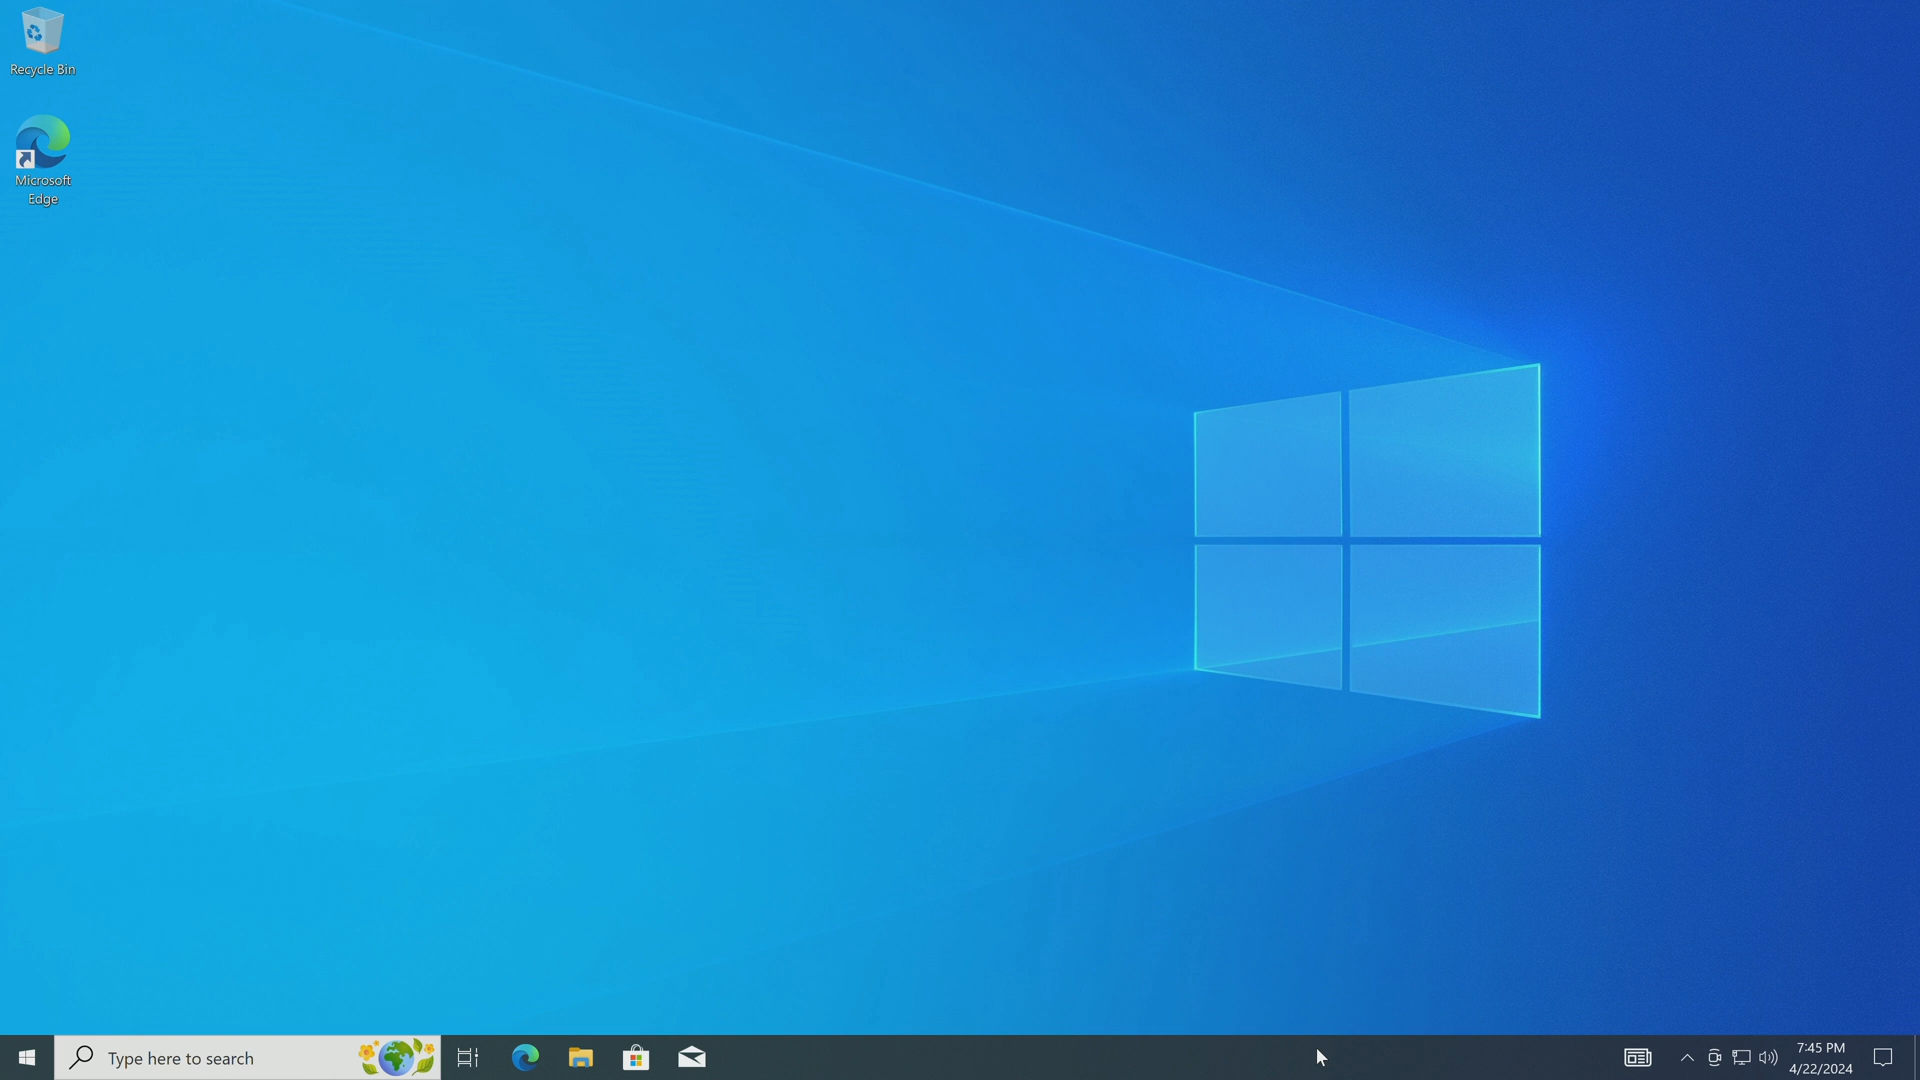 Recycle Bin
Microsoft
Edge
Type here to search
7:45 PM
4/22/2024